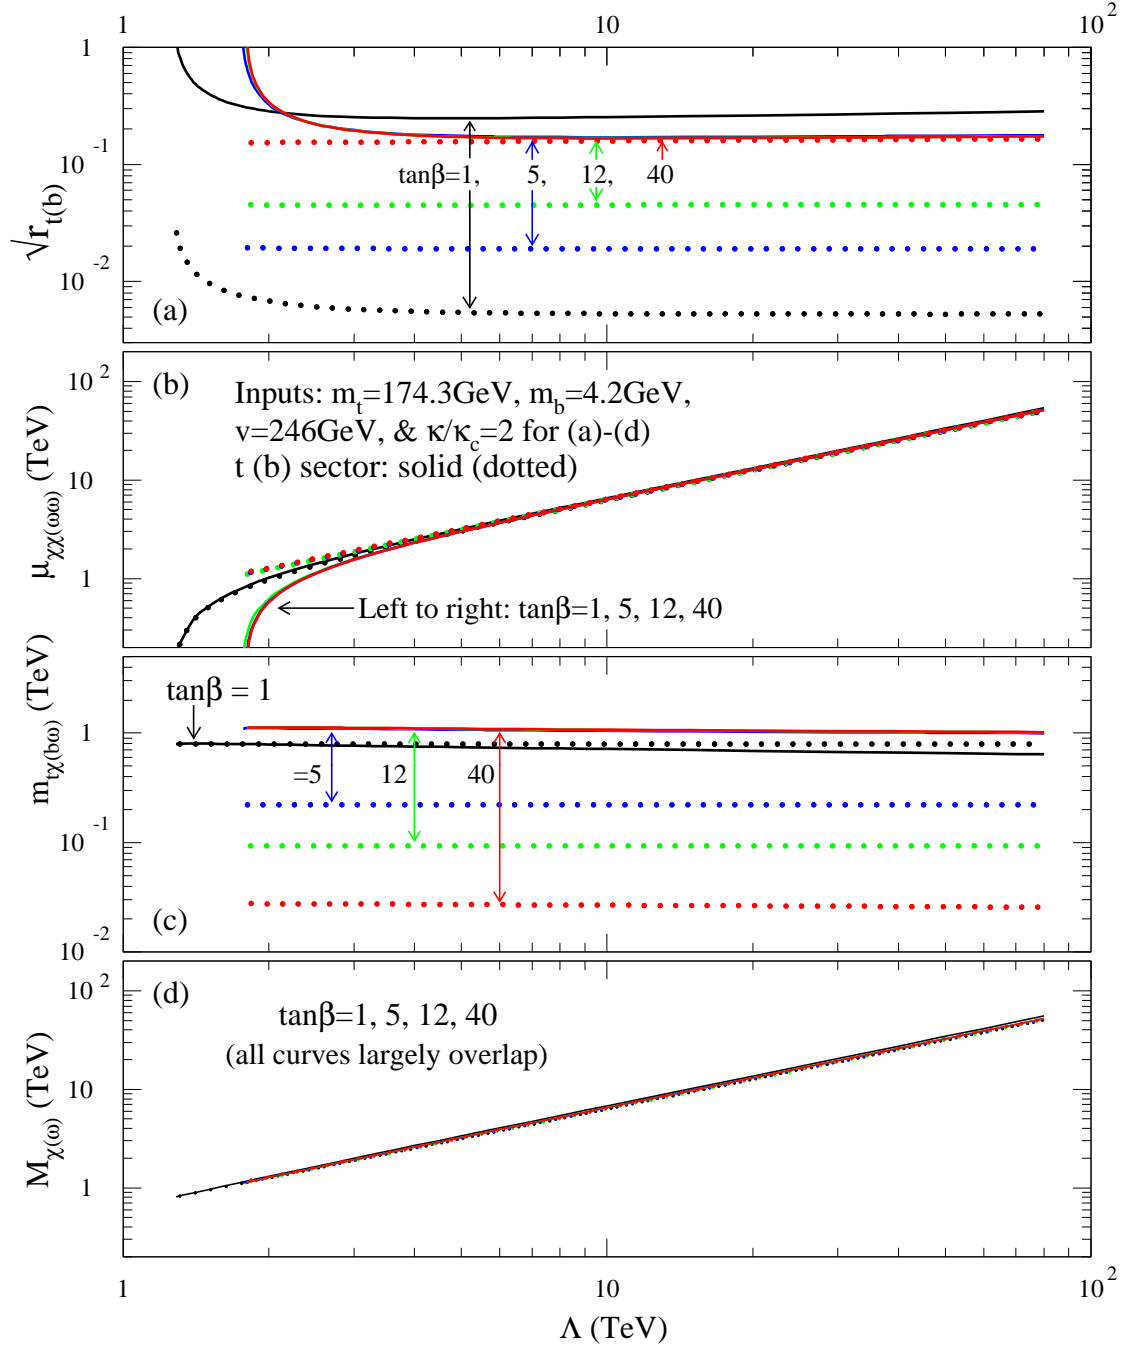 1 10 10²
1
10⁻¹
10⁻²
√r_t(b)
tanβ=1, 5, 12, 40
(a)
10²
10
1
μ_χχ(ωω) (TeV)
(b)
Inputs: m_t=174.3GeV, m_b=4.2GeV,
v=246GeV, & κ/κ_c=2 for (a)-(d)
t (b) sector: solid (dotted)
Left to right: tanβ=1, 5, 12, 40
m_tχ(bω) (TeV)
tanβ = 1
1
=5 12 40
10⁻¹
(c)
10⁻²
10²
10
1
M_χ(ω) (TeV)
(d)
tanβ=1, 5, 12, 40
(all curves largely overlap)
1 10 10²
Λ (TeV)